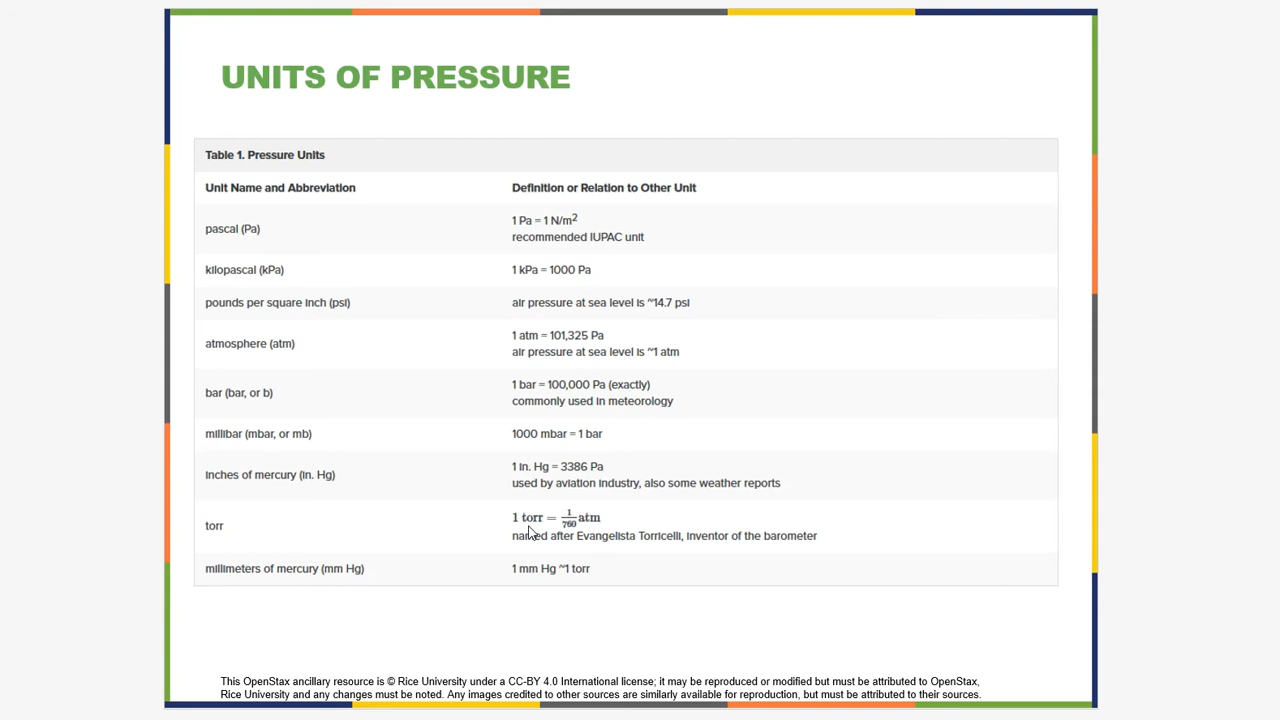 UNITS OF PRESSURE
Table 1. Pressure Units
Unit Name and Abbreviation Definition or Relation to Other Unit
pascal (Pa) 1 Pa = 1 N/m²
recommended IUPAC unit
kilopascal (kPa) 1 kPa = 1000 Pa
pounds per square inch (psi) air pressure at sea level is ~14.7 psi
atmosphere (atm) 1 atm = 101,325 Pa
air pressure at sea level is ~1 atm
bar (bar, or b) 1 bar = 100,000 Pa (exactly)
commonly used in meteorology
millibar (mbar, or mb) 1000 mbar = 1 bar
inches of mercury (in. Hg) 1 in. Hg = 3386 Pa
used by aviation industry, also some weather reports
torr 1 torr = 1/760 atm
named after Evangelista Torricelli, inventor of the barometer
millimeters of mercury (mm Hg) 1 mm Hg ~1 torr
This OpenStax ancillary resource is © Rice University under a CC-BY 4.0 International license; it may be reproduced or modified but must be attributed to OpenStax,
Rice University and any changes must be noted. Any images credited to other sources are similarly available for reproduction, but must be attributed to their sources.